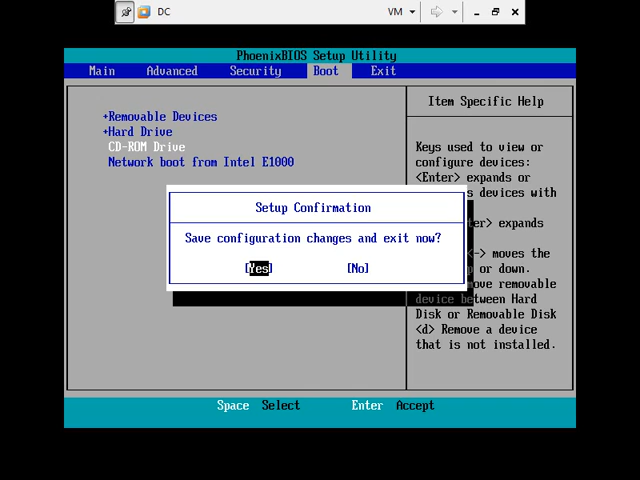 DC VM
PhoenixBIOS Setup Utility
Main Advanced Security Boot Exit
Item Specific Help
+Removable Devices
+Hard Drive
CD-ROM Drive
Network boot from Intel E1000
Keys used to view or
configure devices:
<Enter> expands or
s devices with
ter> expands
<-> moves the
p or down.
move removable
device between Hard
Disk or Removable Disk
<d> Remove a device
that is not installed.
Setup Confirmation
Save configuration changes and exit now?
[Yes] [No]
Space Select Enter Accept